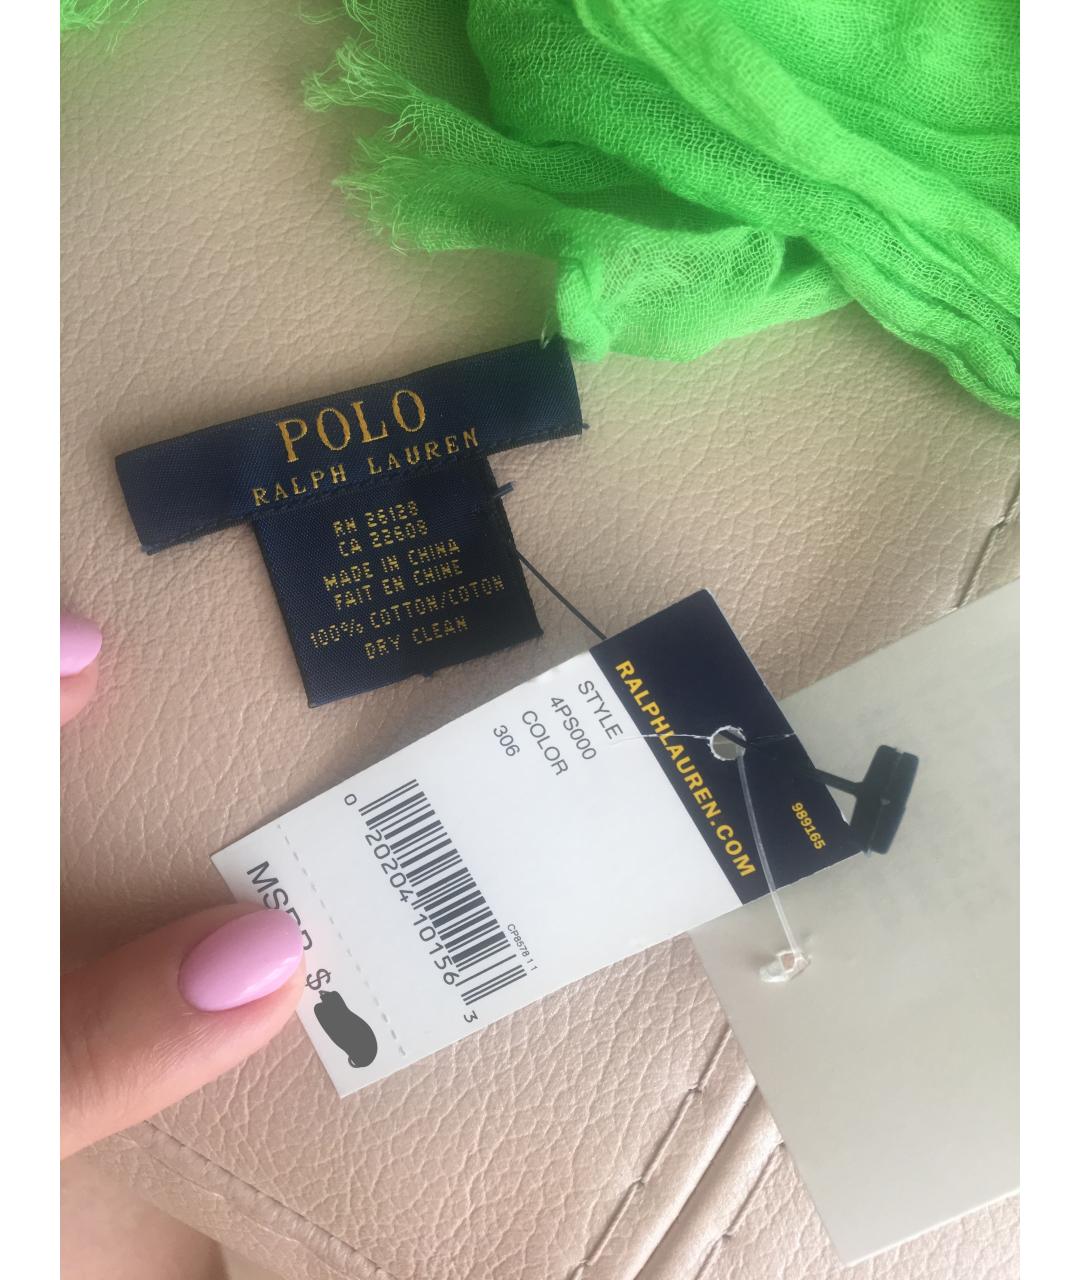 POLO
RALPH LAUREN
RN 26128
CA 22608
MADE IN CHINA
FAIT EN CHINE
100% COTTON/COTON
DRY CLEAN
RALPHLAUREN.COM
989165
STYLE
4PS000
COLOR
306
CP8578 1 1
0 20204 10156 3
MSRP $